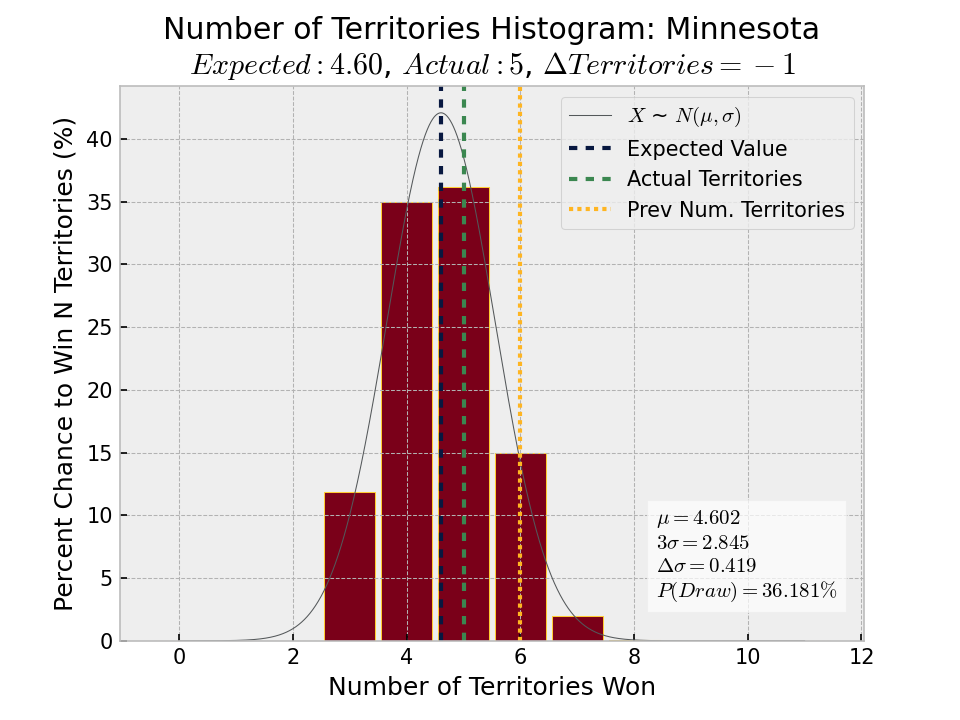 Number of Territories Histogram: Minnesota
Expected : 4.60, Actual : 5, ΔTerritories = −1
Percent Chance to Win N Territories (%)
40
35
30
25
20
15
10
5
0
X ~ N(μ, σ)
Expected Value
Actual Territories
Prev Num. Territories
μ = 4.602
3σ = 2.845
Δσ = 0.419
P(Draw) = 36.181%
0 2 4 6 8 10 12
Number of Territories Won